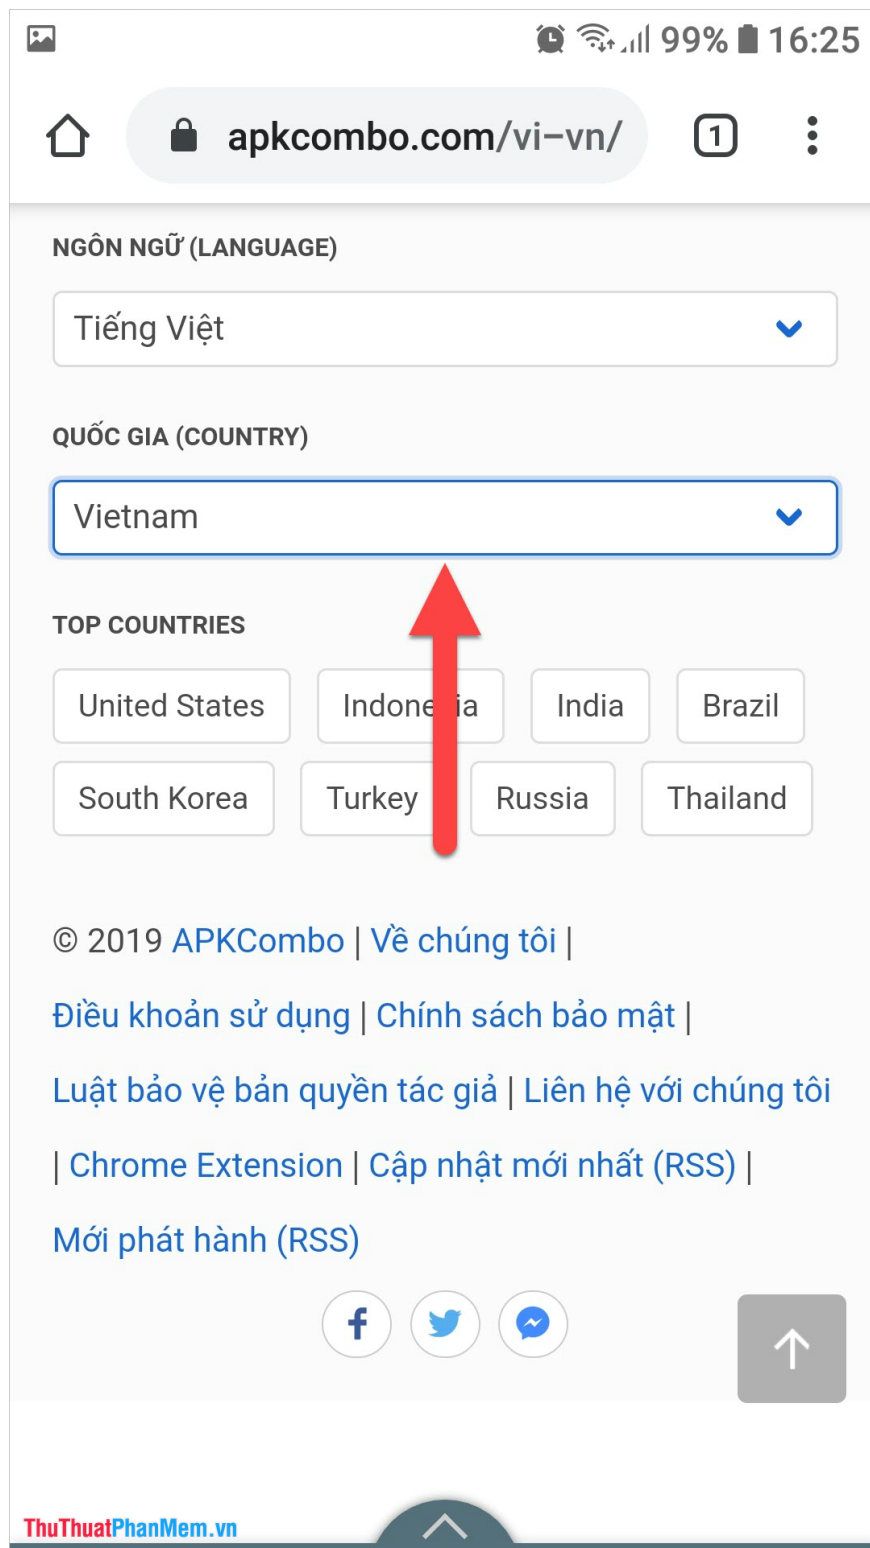 99% 16:25
apkcombo.com/vi-vn/ 1
NGÔN NGỮ (LANGUAGE)
Tiếng Việt
QUỐC GIA (COUNTRY)
Vietnam
TOP COUNTRIES
United States Indonesia India Brazil
South Korea Turkey Russia Thailand
© 2019 APKCombo | Về chúng tôi |
Điều khoản sử dụng | Chính sách bảo mật |
Luật bảo vệ bản quyền tác giả | Liên hệ với chúng tôi
| Chrome Extension | Cập nhật mới nhất (RSS) |
Mới phát hành (RSS)
ThuThuatPhanMem.vn